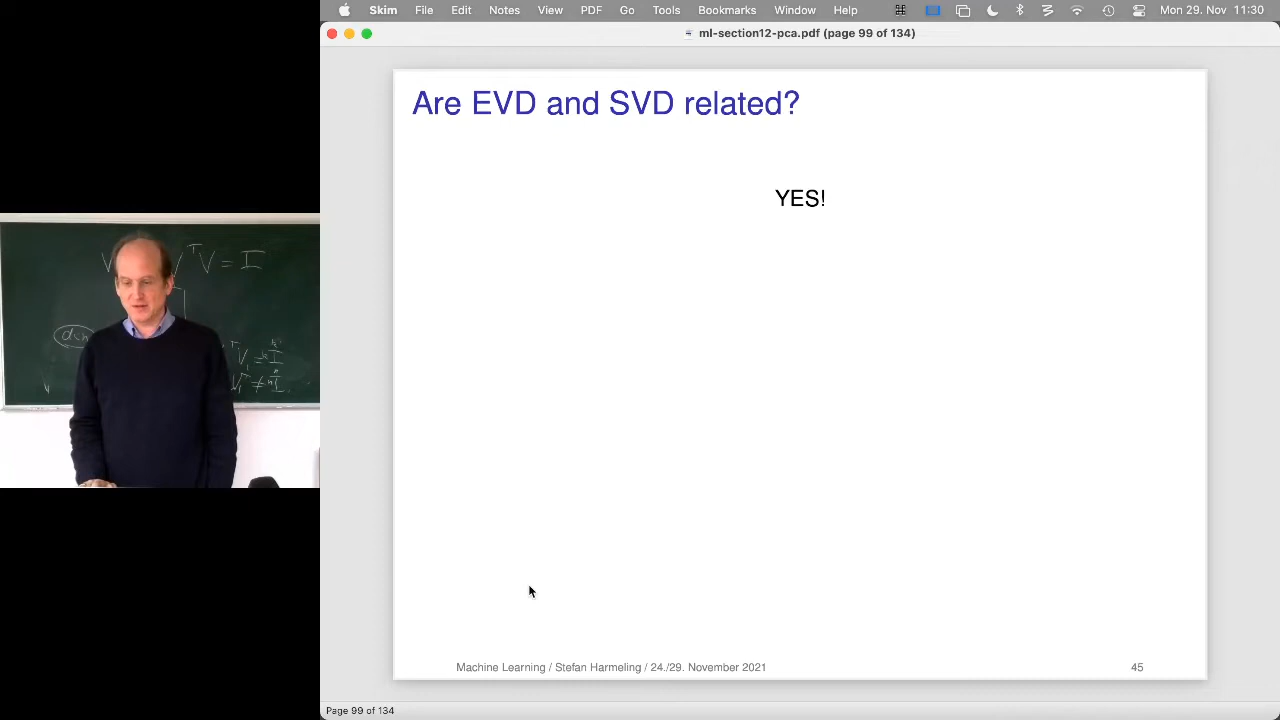 Skim File Edit Notes View PDF Go Tools Bookmarks Window Help Mon 29. Nov 11:30
ml-section12-pca.pdf (page 99 of 134)
Are EVD and SVD related?
YES!
V TV = I
Machine Learning / Stefan Harmeling / 24./29. November 2021
45
Page 99 of 134